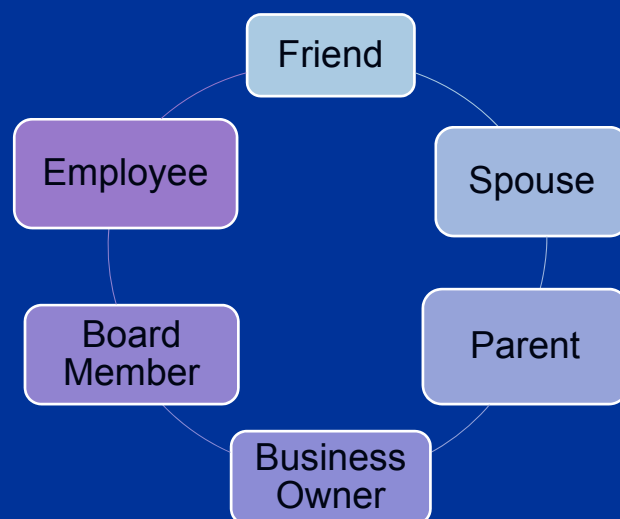 Friend
Spouse
Parent
Business
Owner
Board
Member
Employee